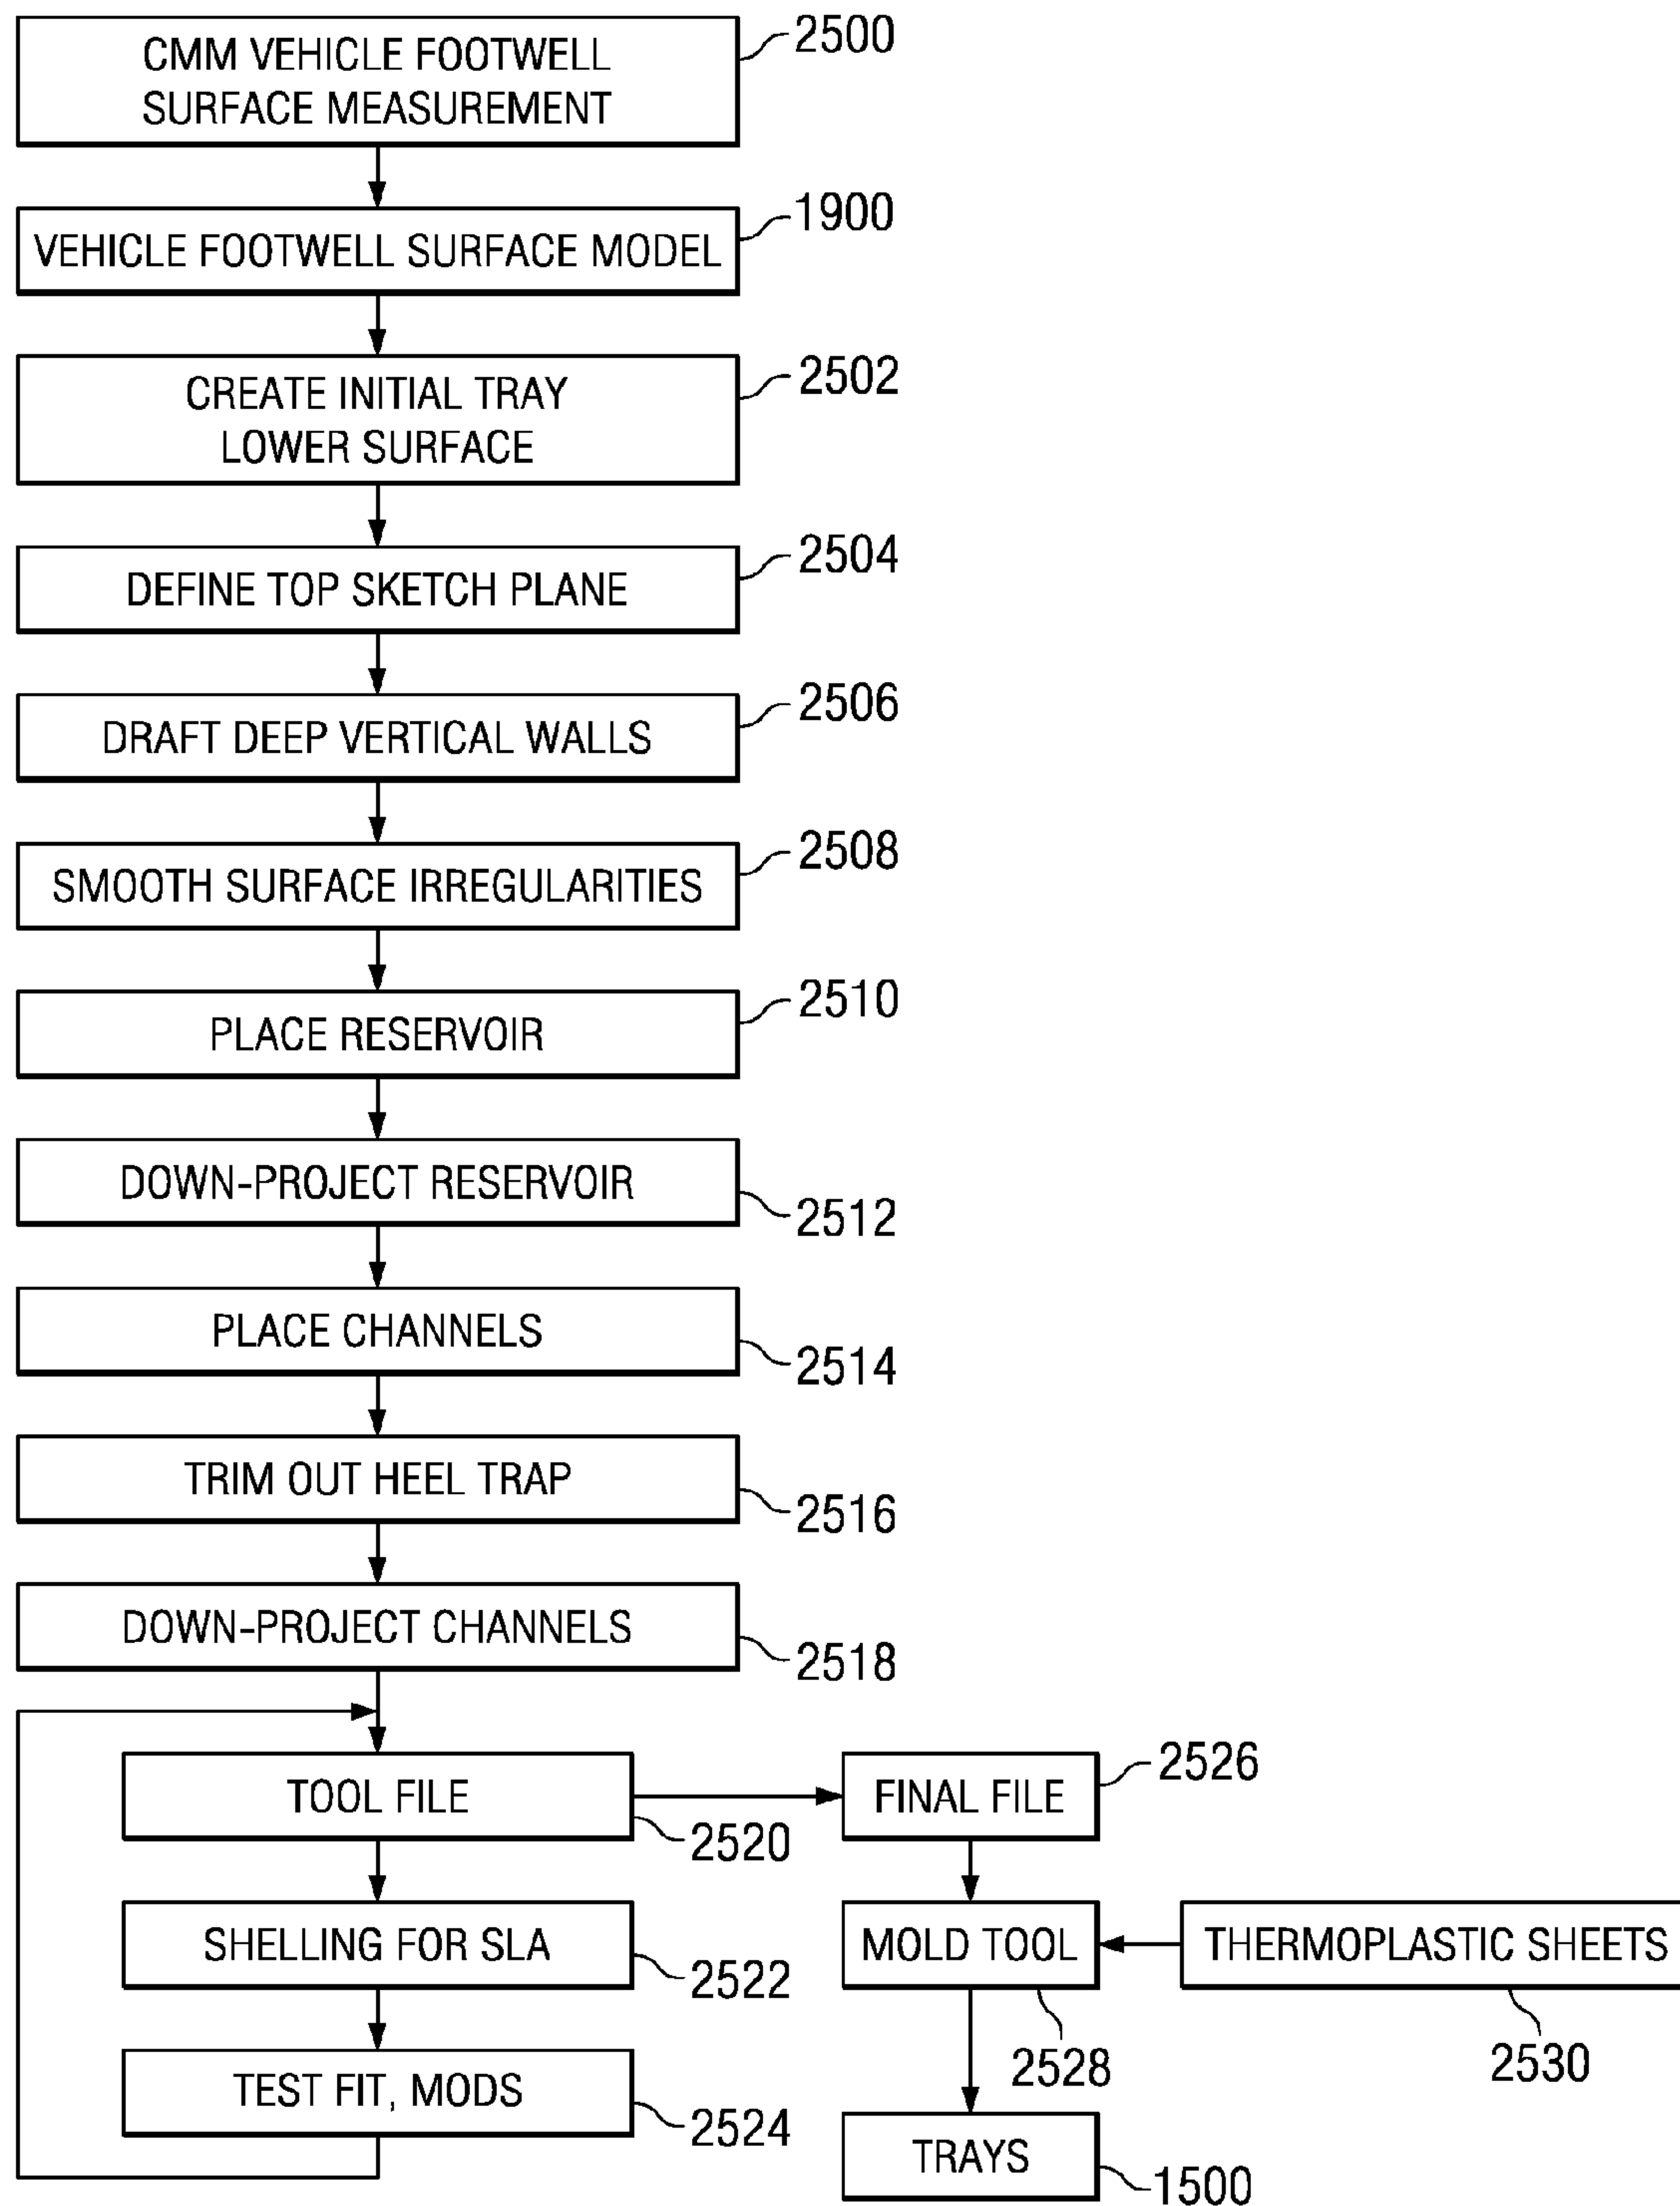 CMM VEHICLE FOOTWELL
SURFACE MEASUREMENT
2500
VEHICLE FOOTWELL SURFACE MODEL
1900
CREATE INITIAL TRAY
LOWER SURFACE
2502
DEFINE TOP SKETCH PLANE
2504
DRAFT DEEP VERTICAL WALLS
2506
SMOOTH SURFACE IRREGULARITIES
2508
PLACE RESERVOIR
2510
DOWN-PROJECT RESERVOIR
2512
PLACE CHANNELS
2514
TRIM OUT HEEL TRAP
2516
DOWN-PROJECT CHANNELS
2518
TOOL FILE
2520
FINAL FILE
2526
SHELLING FOR SLA
2522
MOLD TOOL
2528
THERMOPLASTIC SHEETS
2530
TEST FIT, MODS
2524
TRAYS
1500